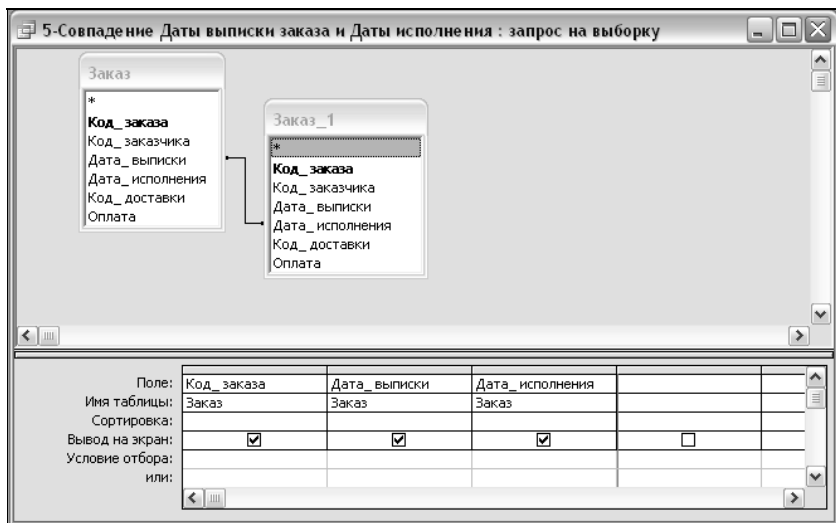 5-Совпадение Даты выписки заказа и Даты исполнения : запрос на выборку
Заказ
*
Код_заказа
Код_заказчика
Дата_выписки
Дата_исполнения
Код_доставки
Оплата
Заказ_1
*
Код_заказа
Код_заказчика
Дата_выписки
Дата_исполнения
Код_доставки
Оплата
Поле: Код_заказа Дата_выписки Дата_исполнения
Имя таблицы: Заказ Заказ Заказ
Сортировка:
Вывод на экран:
Условие отбора:
или: